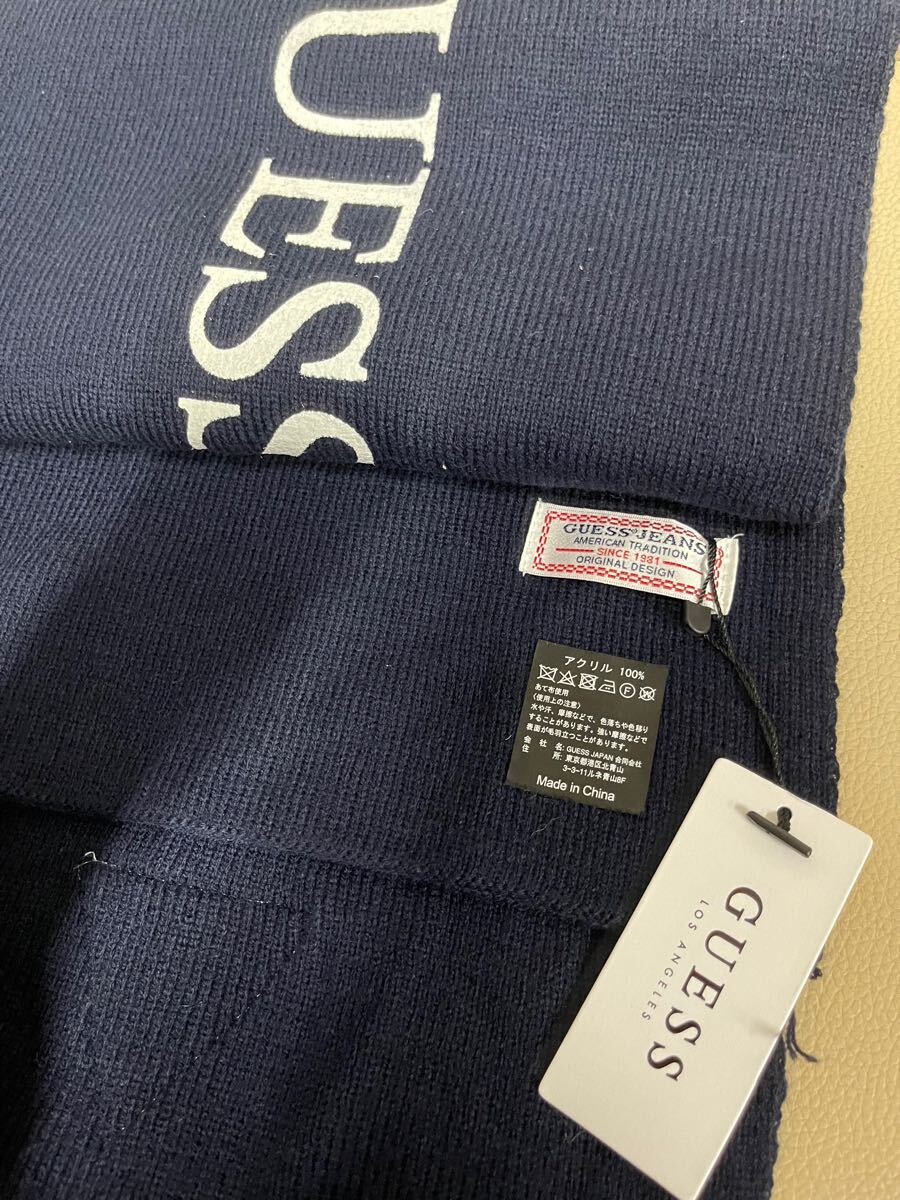 UESS
GUESS®JEANS
AMERICAN TRADITION
SINCE 1981
ORIGINAL DESIGN
アクリル 100%
F W
あて布使用
〈使用上の注意〉
水や汗、摩擦などで、色落ちや色移り
することがあります。強い摩擦などで
表面が毛羽立つことがあります。
会 社 名: GUESS JAPAN 合同会社
住 所: 東京都港区北青山
3-3-11ルネ青山8F
Made in China
GUESS
LOS ANGELES